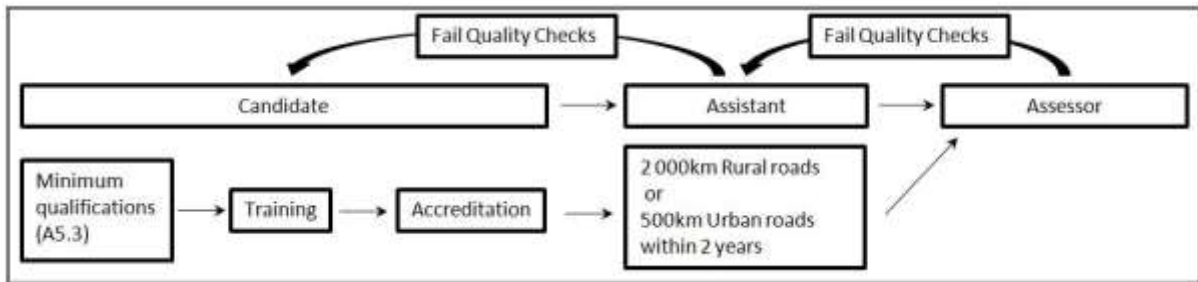 Fail Quality Checks
Fail Quality Checks
Candidate
Assistant
Assessor
Minimum
qualifications
(A5.3)
Training
Accreditation
2 000km Rural roads
or
500km Urban roads
within 2 years